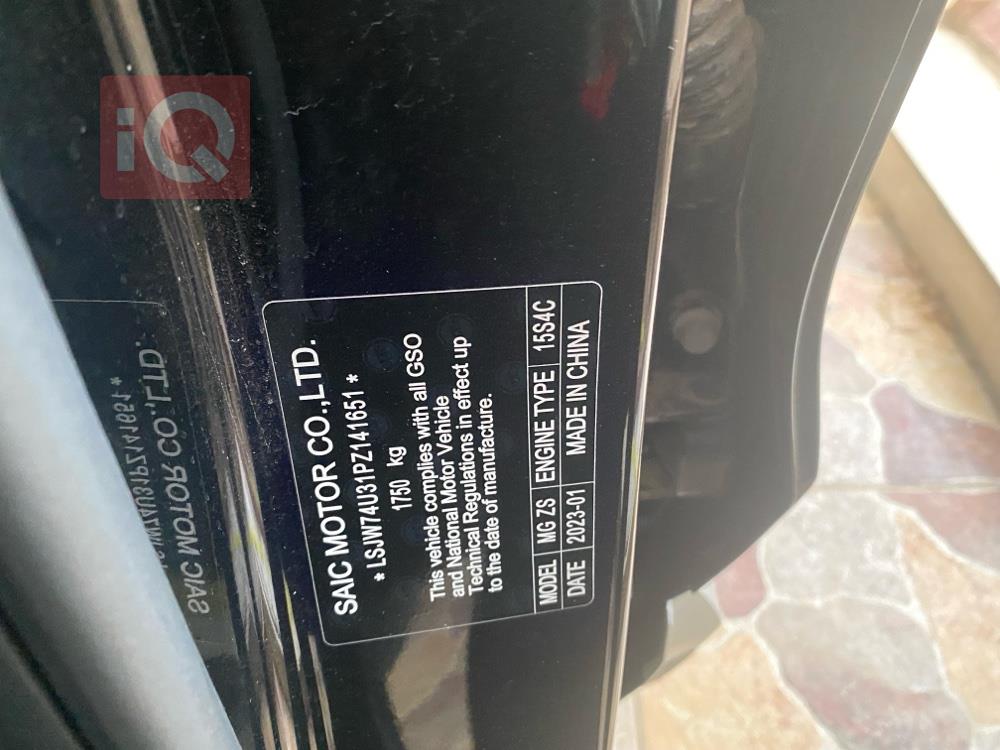 iQ
SAIC MOTOR CO.,LTD.
* LSJW74U31PZ141651 *
1750 kg
This vehicle complies with all GSO
and National Motor Vehicle
Technical Regulations in effect up
to the date of manufacture.
MODEL MG ZS ENGINE TYPE 15S4C
DATE 2023-01 MADE IN CHINA